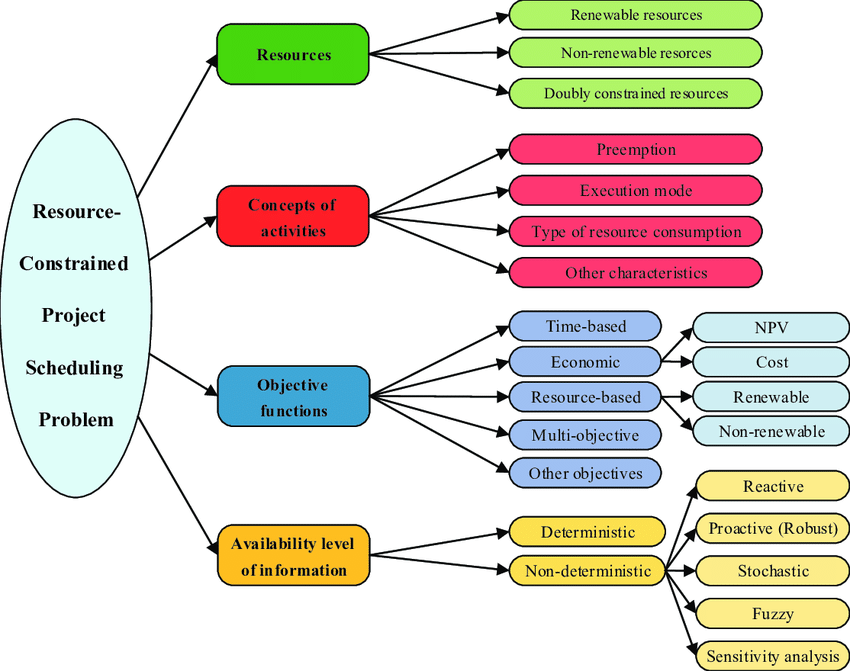 Resource-
Constrained
Project
Scheduling
Problem
Resources
Renewable resources
Non-renewable resorces
Doubly constrained resources
Concepts of
activities
Preemption
Execution mode
Type of resource consumption
Other characteristics
Objective
functions
Time-based
Economic
NPV
Cost
Resource-based
Renewable
Non-renewable
Multi-objective
Other objectives
Availability level
of information
Deterministic
Non-deterministic
Reactive
Proactive (Robust)
Stochastic
Fuzzy
Sensitivity analysis